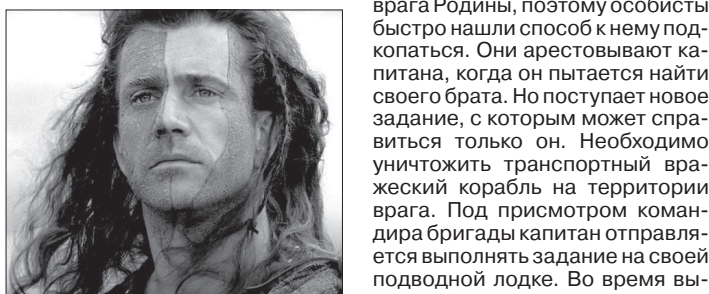 врага Родины, поэтому особисты
быстро нашли способ к нему под-
копаться. Они арестовывают ка-
питана, когда он пытается найти
своего брата. Но поступает новое
задание, с которым может спра-
виться только он. Необходимо
уничтожить транспортный вра-
жеский корабль на территории
врага. Под присмотром коман-
дира бригады капитан отправля-
ется выполнять задание на своей
подводной лодке. Во время вы-